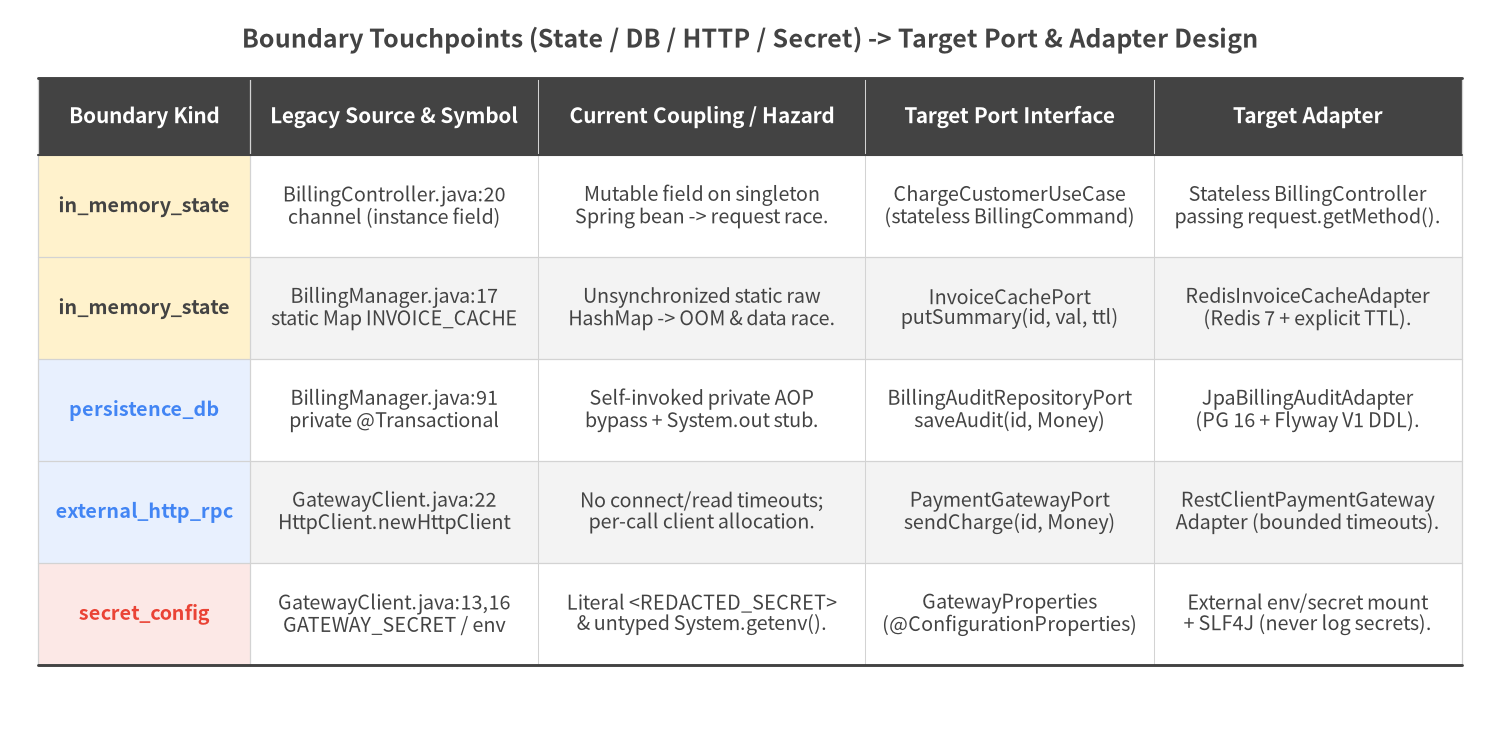 Boundary Touchpoints (State / DB / HTTP / Secret) -> Target Port & Adapter Design
Boundary Kind
Legacy Source & Symbol
Current Coupling / Hazard
Target Port Interface
Target Adapter
in_memory_state
BillingController.java:20
channel (instance field)
Mutable field on singleton
Spring bean -> request race.
ChargeCustomerUseCase
(stateless BillingCommand)
Stateless BillingController
passing request.getMethod().
in_memory_state
BillingManager.java:17
static Map INVOICE_CACHE
Unsynchronized static raw
HashMap -> OOM & data race.
InvoiceCachePort
putSummary(id, val, ttl)
RedisInvoiceCacheAdapter
(Redis 7 + explicit TTL).
persistence_db
BillingManager.java:91
private @Transactional
Self-invoked private AOP
bypass + System.out stub.
BillingAuditRepositoryPort
saveAudit(id, Money)
JpaBillingAuditAdapter
(PG 16 + Flyway V1 DDL).
external_http_rpc
GatewayClient.java:22
HttpClient.newHttpClient
No connect/read timeouts;
per-call client allocation.
PaymentGatewayPort
sendCharge(id, Money)
RestClientPaymentGateway
Adapter (bounded timeouts).
secret_config
GatewayClient.java:13,16
GATEWAY_SECRET / env
Literal <REDACTED_SECRET>
& untyped System.getenv().
GatewayProperties
(@ConfigurationProperties)
External env/secret mount
+ SLF4J (never log secrets).